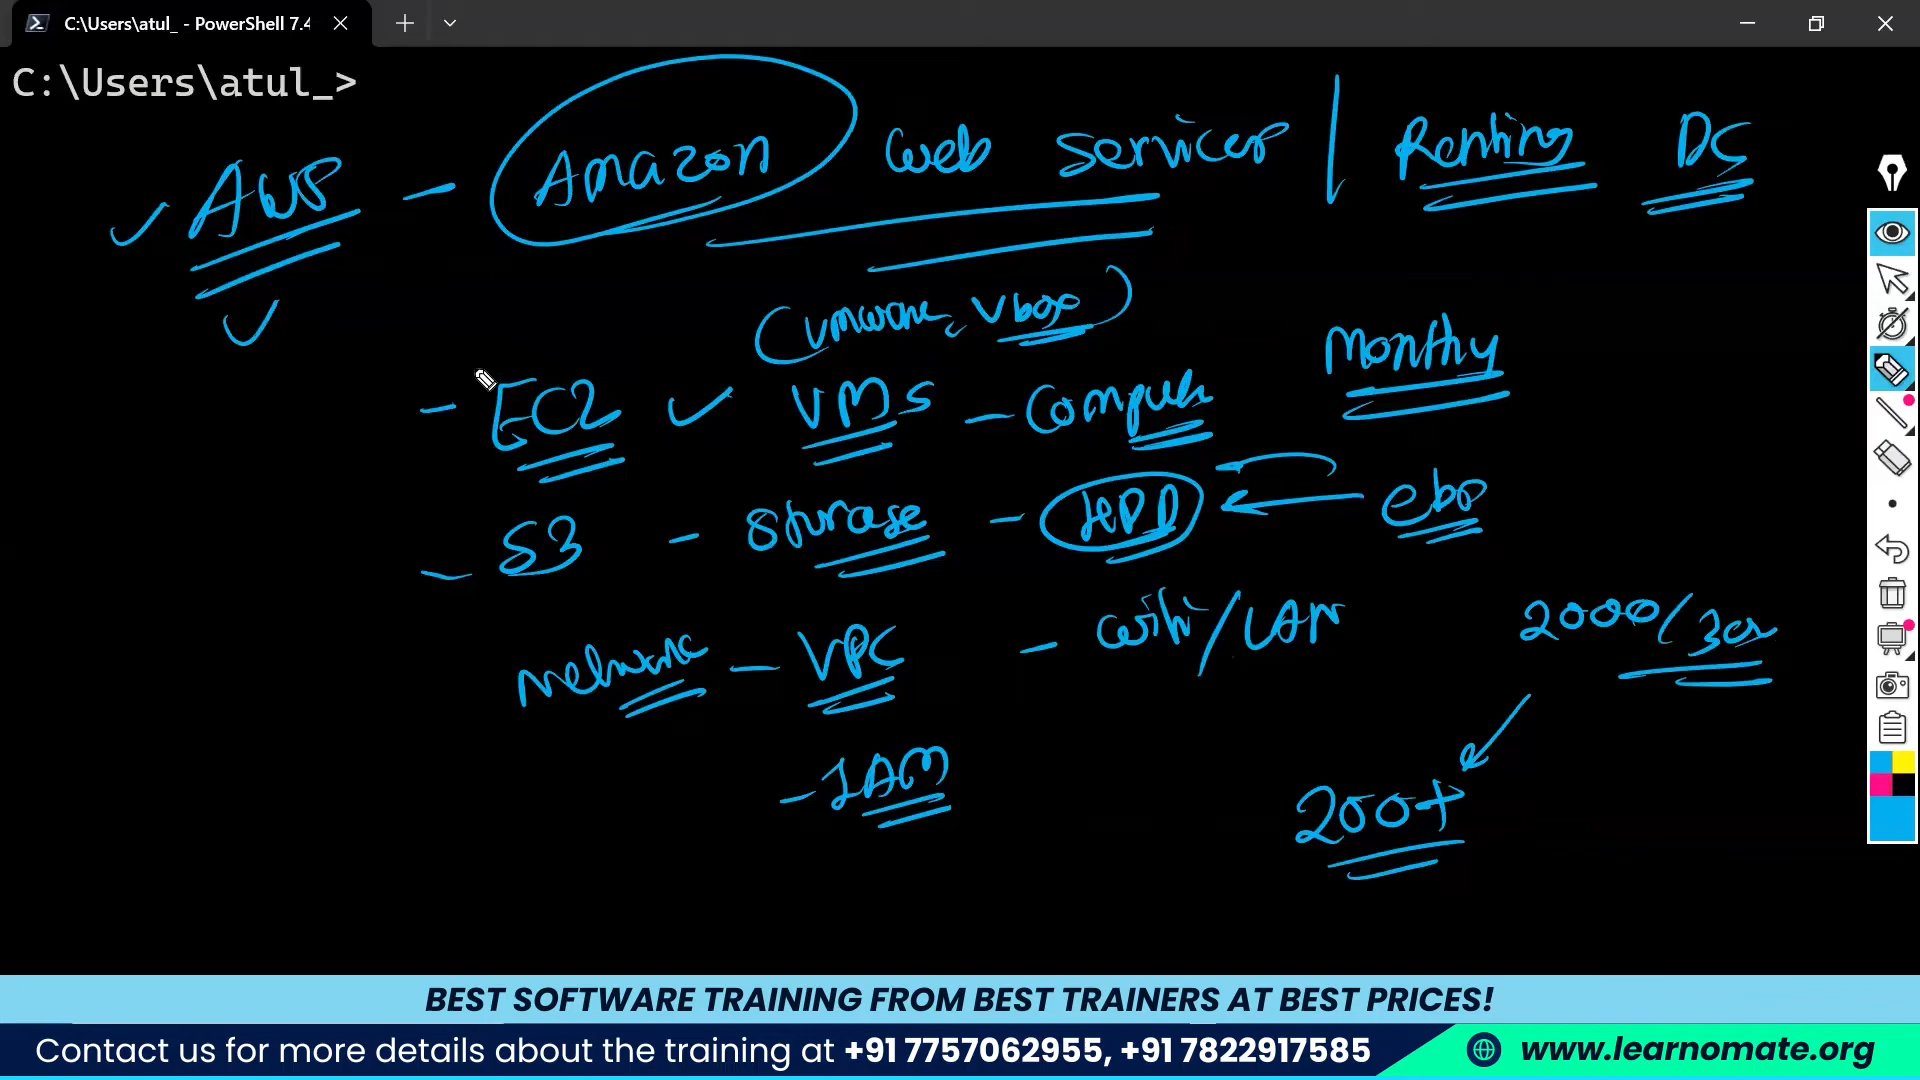 C:\Users\atul_ - PowerShell 7.4
C:\Users\atul_>
AWS - Amazon Web Services | Renting DC
(vmware, Vbox)
Monthly
- EC2 ✓ VMS - Compute
- S3 - Storage - HDD ← ebs
Network - VPC - wifi/LAN
2000/30
- IAM
200+
BEST SOFTWARE TRAINING FROM BEST TRAINERS AT BEST PRICES!
Contact us for more details about the training at +91 7757062955, +91 7822917585
www.learnomate.org